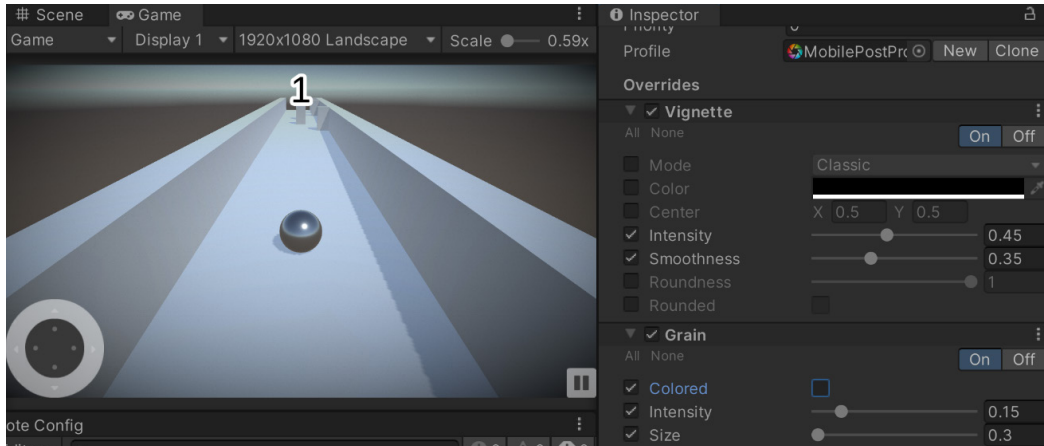 Scene Game
Game Display 1 1920x1080 Landscape Scale 0.59x
1
ote Config
Inspector
Priority 0
Profile MobilePostPro New Clone
Overrides
Vignette
All None On Off
Mode Classic
Color
Center X 0.5 Y 0.5
Intensity 0.45
Smoothness 0.35
Roundness 1
Rounded
Grain
All None On Off
Colored
Intensity 0.15
Size 0.3